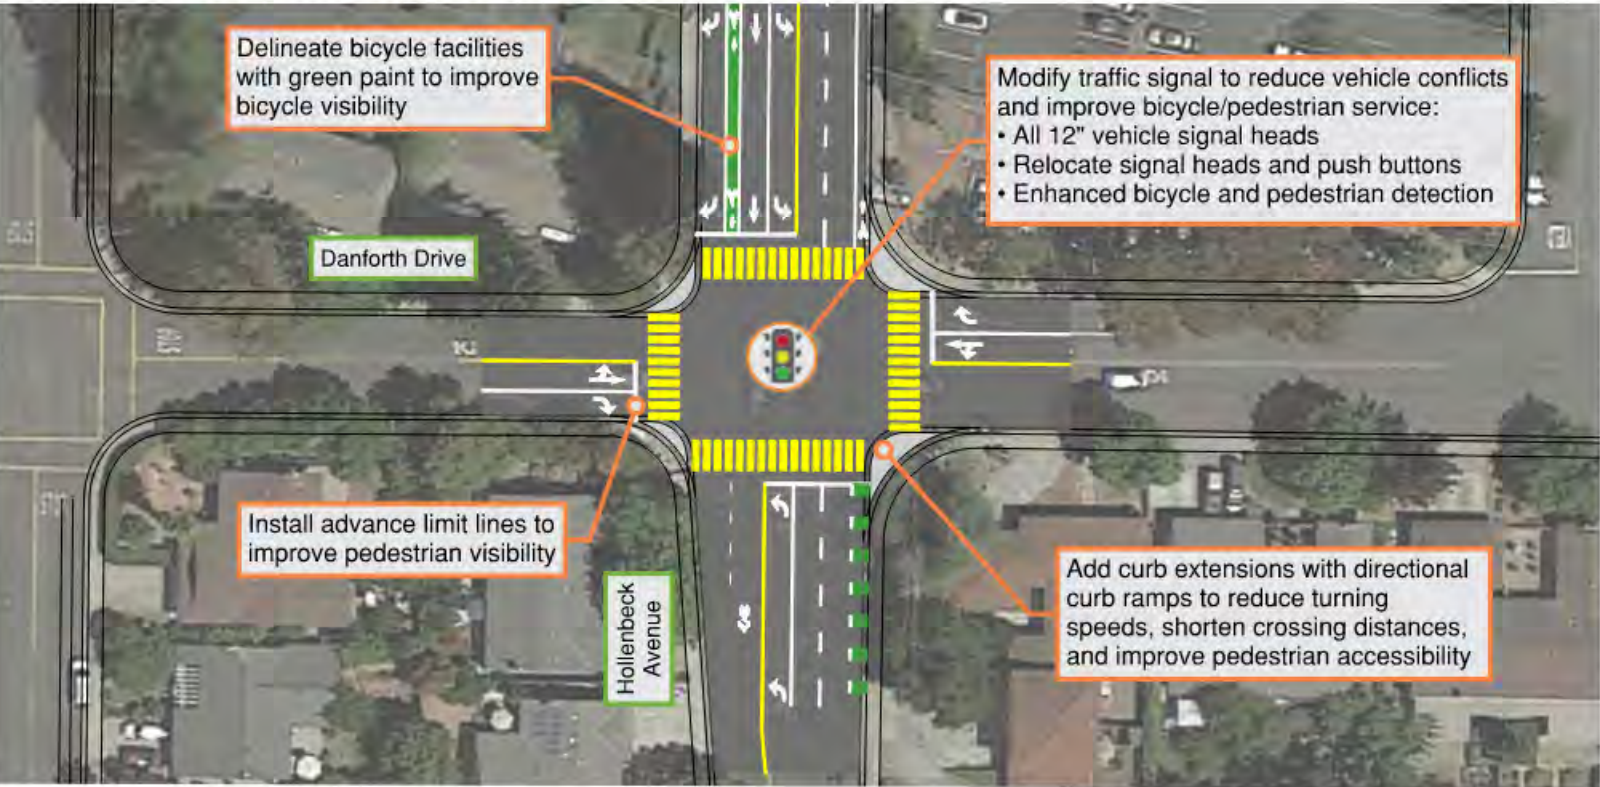 Delineate bicycle facilities
with green paint to improve
bicycle visibility
Modify traffic signal to reduce vehicle conflicts
and improve bicycle/pedestrian service:
• All 12" vehicle signal heads
• Relocate signal heads and push buttons
• Enhanced bicycle and pedestrian detection
Danforth Drive
STOP
Install advance limit lines to
improve pedestrian visibility
Hollenbeck
Avenue
Add curb extensions with directional
curb ramps to reduce turning
speeds, shorten crossing distances,
and improve pedestrian accessibility